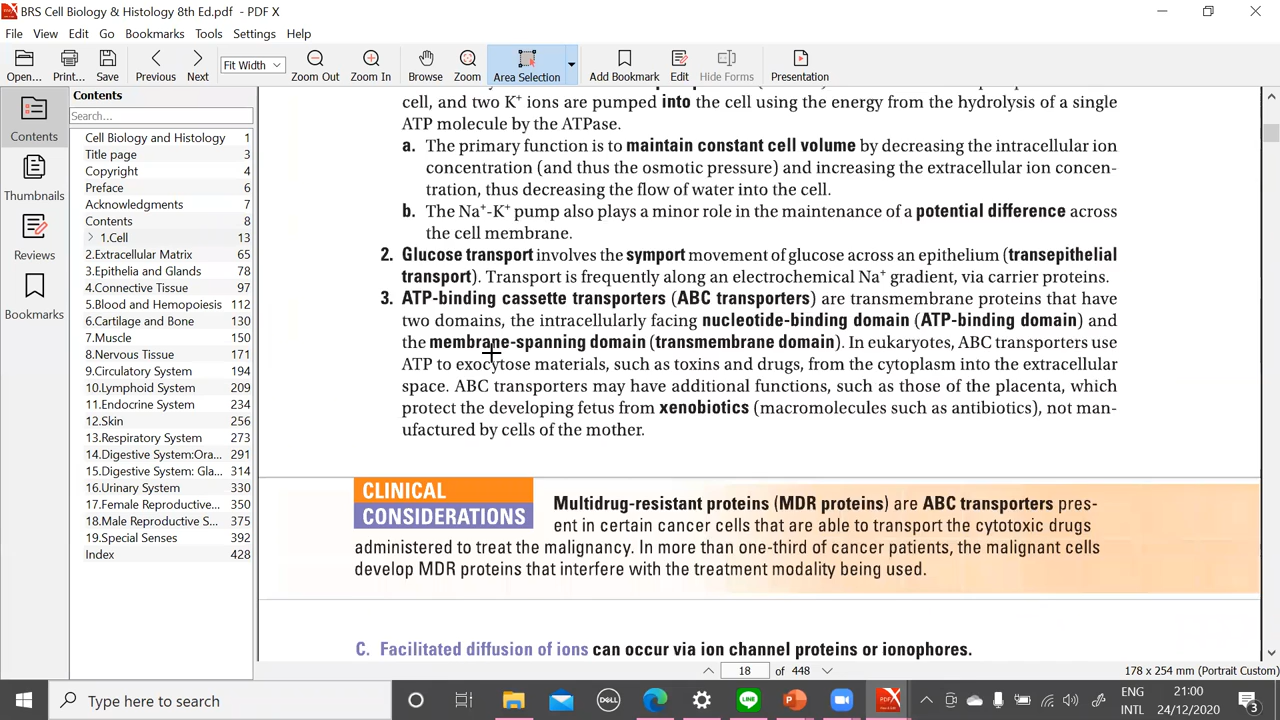 BRS Cell Biology & Histology 8th Ed.pdf - PDF X
File View Edit Go Bookmarks Tools Settings Help
Open... Print... Save Previous Next Fit Width Zoom Out Zoom In Browse Zoom Area Selection Add Bookmark Edit Hide Forms Presentation
Contents
Thumbnails
Reviews
Bookmarks
Contents
Search...
Cell Biology and Histology 1
Title page 3
Copyright 4
Preface 6
Acknowledgments 7
Contents 8
1.Cell 13
2.Extracellular Matrix 65
3.Epithelia and Glands 78
4.Connective Tissue 97
5.Blood and Hemopoiesis 112
6.Cartilage and Bone 130
7.Muscle 150
8.Nervous Tissue 171
9.Circulatory System 194
10.Lymphoid System 209
11.Endocrine System 234
12.Skin 256
13.Respiratory System 273
14.Digestive System:Ora... 291
15.Digestive System: Gla... 314
16.Urinary System 330
17.Female Reproductive... 350
18.Male Reproductive S... 375
19.Special Senses 392
Index 428
cell, and two K+ ions are pumped into the cell using the energy from the hydrolysis of a single
ATP molecule by the ATPase.
a. The primary function is to maintain constant cell volume by decreasing the intracellular ion
concentration (and thus the osmotic pressure) and increasing the extracellular ion concen-
tration, thus decreasing the flow of water into the cell.
b. The Na+-K+ pump also plays a minor role in the maintenance of a potential difference across
the cell membrane.
2. Glucose transport involves the symport movement of glucose across an epithelium (transepithelial
transport). Transport is frequently along an electrochemical Na+ gradient, via carrier proteins.
3. ATP-binding cassette transporters (ABC transporters) are transmembrane proteins that have
two domains, the intracellularly facing nucleotide-binding domain (ATP-binding domain) and
the membrane-spanning domain (transmembrane domain). In eukaryotes, ABC transporters use
ATP to exocytose materials, such as toxins and drugs, from the cytoplasm into the extracellular
space. ABC transporters may have additional functions, such as those of the placenta, which
protect the developing fetus from xenobiotics (macromolecules such as antibiotics), not man-
ufactured by cells of the mother.
CLINICAL
CONSIDERATIONS
Multidrug-resistant proteins (MDR proteins) are ABC transporters pres-
ent in certain cancer cells that are able to transport the cytotoxic drugs
administered to treat the malignancy. In more than one-third of cancer patients, the malignant cells
develop MDR proteins that interfere with the treatment modality being used.
C. Facilitated diffusion of ions can occur via ion channel proteins or ionophores.
18 of 448
178 x 254 mm (Portrait Custom)
Type here to search
DELL
LINE
PDF X
ENG
INTL
21:00
24/12/2020
3